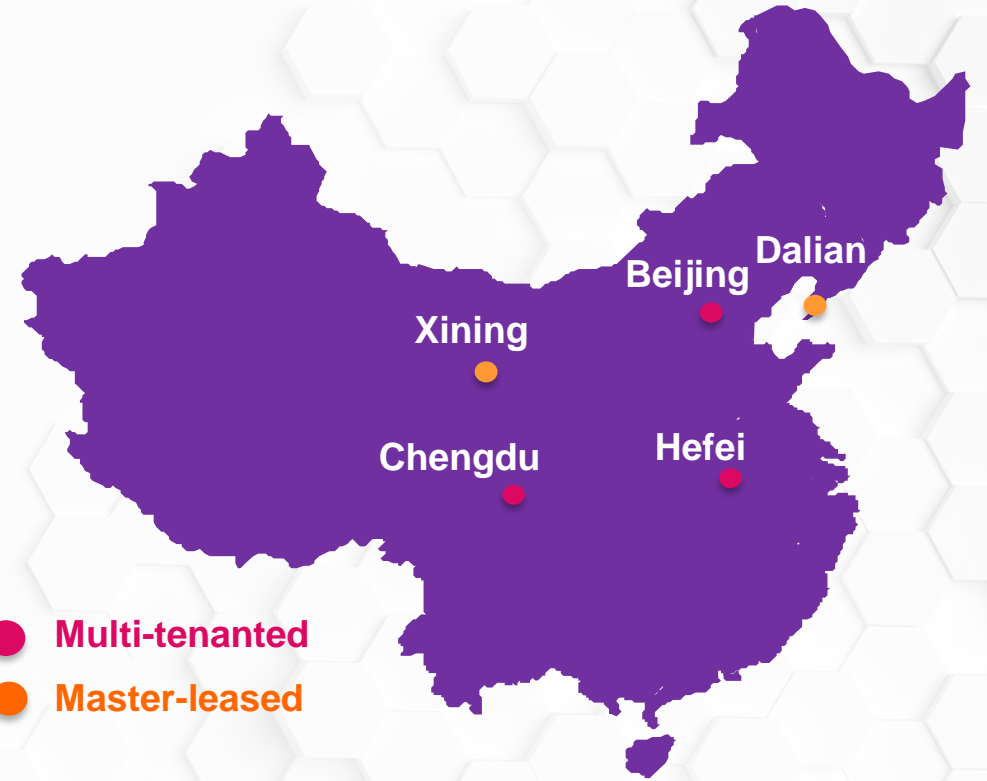 Dalian
Beijing
Xining
Hefei
Chengdu
Multi-tenanted
Master-leased